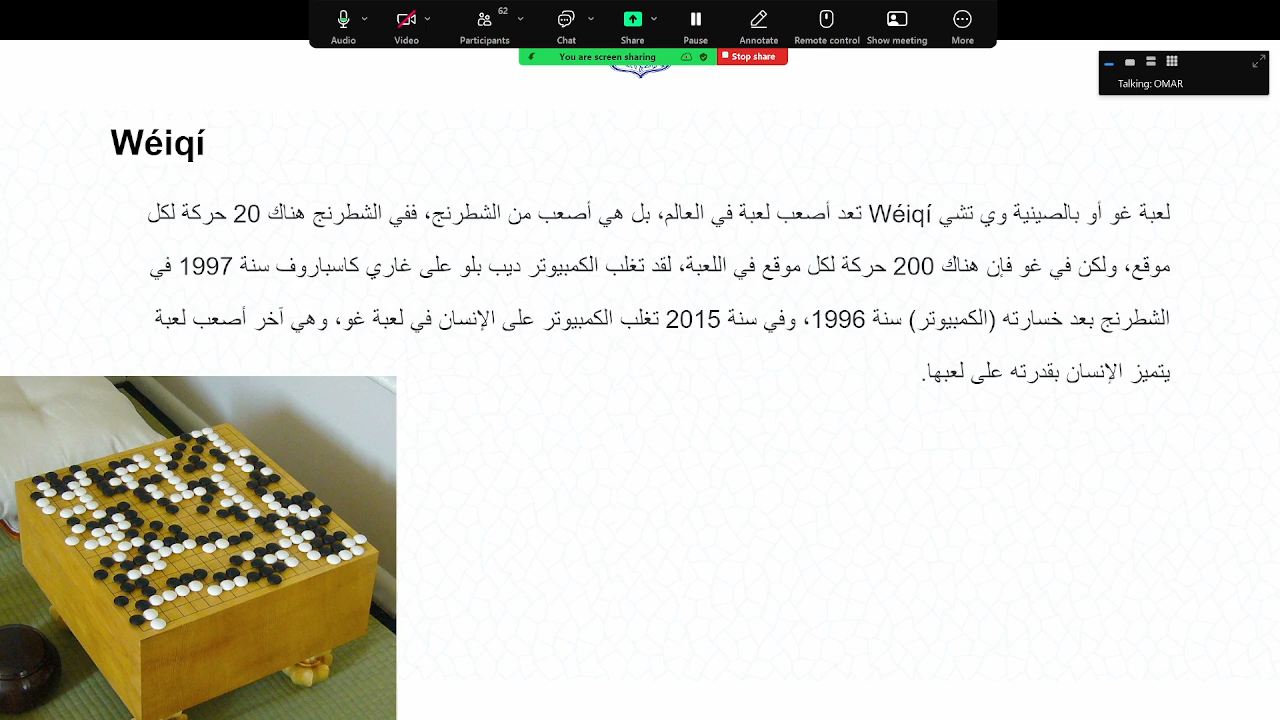 62
Audio
Video
Participants
Chat
Share
Pause
Annotate
Remote control
Show meeting
More
You are screen sharing
Stop share
Talking: OMAR
Wéiqí
لعبة غو أو بالصينية وي تشي Wéiqí تعد أصعب لعبة في العالم، بل هي أصعب من الشطرنج، ففي الشطرنج هناك 20 حركة لكل
موقع، ولكن في غو فإن هناك 200 حركة لكل موقع في اللعبة، لقد تغلب الكمبيوتر ديب بلو على غاري كاسباروف سنة 1997 في
الشطرنج بعد خسارته (الكمبيوتر) سنة 1996، وفي سنة 2015 تغلب الكمبيوتر على الإنسان في لعبة غو، وهي آخر أصعب لعبة
يتميز الإنسان بقدرته على لعبها.